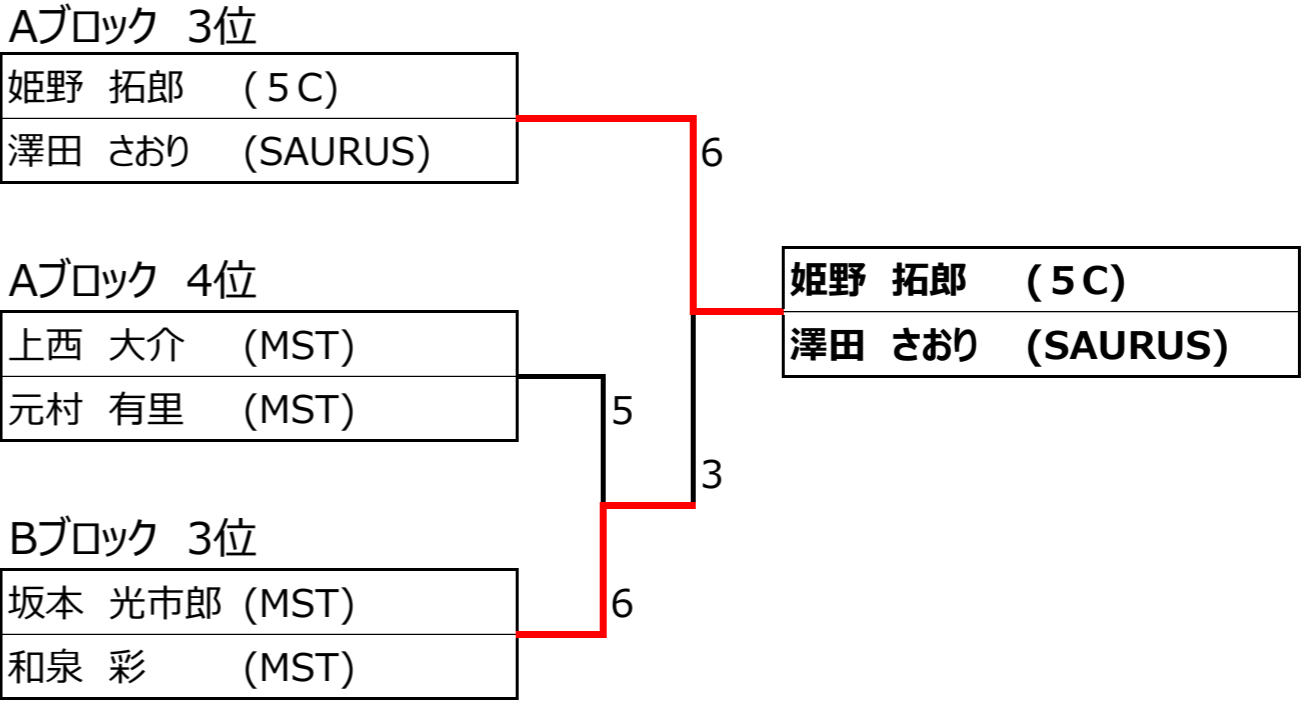 Aブロック 3位
姫野 拓郎 (５C)
澤田 さおり (SAURUS)
6
Aブロック 4位
姫野 拓郎 (５C)
上西 大介 (MST)
澤田 さおり (SAURUS)
元村 有里 (MST)
5
3
Bブロック 3位
坂本 光市郎 (MST)
6
和泉 彩 (MST)